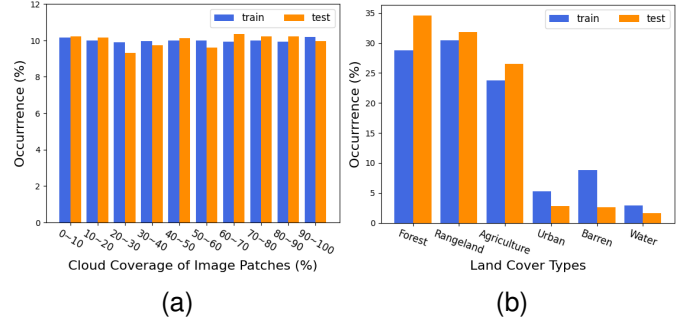 12
10
8
6
4
2
0
Occurrrence (%)
train
test
0~10
10~20
20~30
30~40
40~50
50~60
60~70
70~80
80~90
90~100
Cloud Coverage of Image Patches (%)
(a)
35
30
25
20
15
10
5
0
Occurrrence (%)
train
test
Forest
Rangeland
Agriculture
Urban
Barren
Water
Land Cover Types
(b)